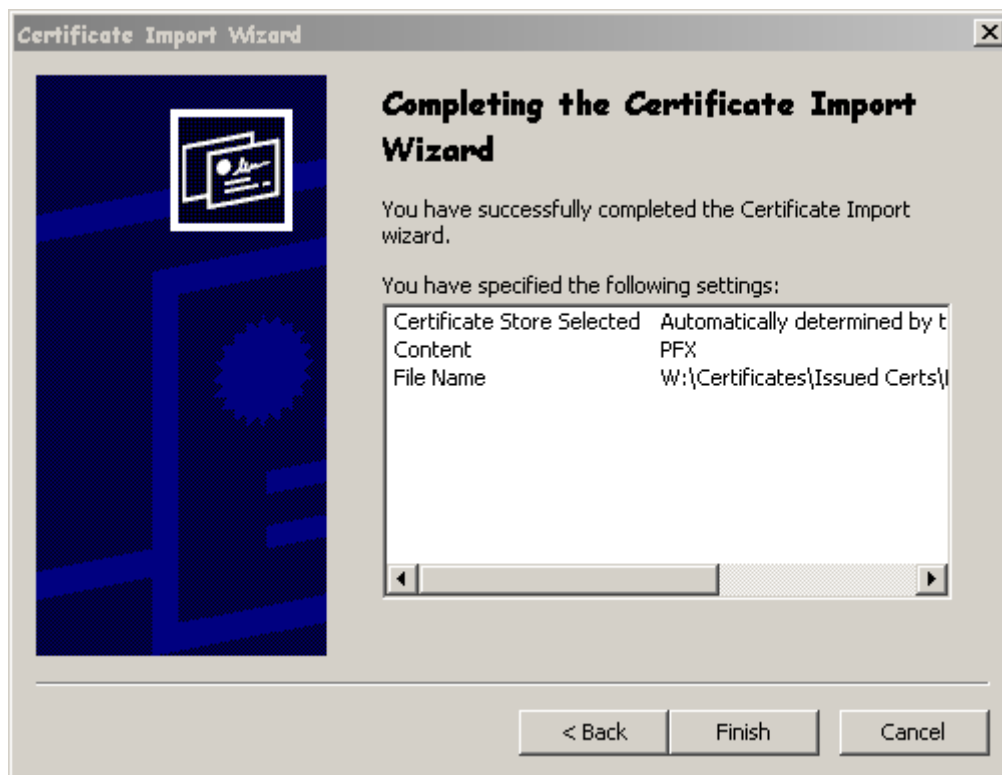 Certificate Import Wizard
Completing the Certificate Import
Wizard
You have successfully completed the Certificate Import
wizard.
You have specified the following settings:
Certificate Store Selected Automatically determined by t
Content PFX
File Name W:\Certificates\Issued Certs\
< Back Finish Cancel